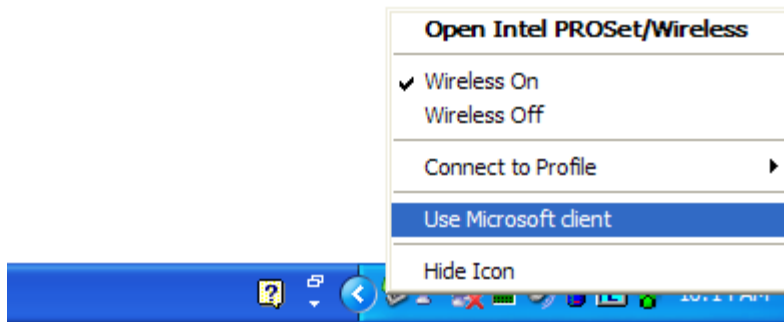 Open Intel PROSet/Wireless
Wireless On
Wireless Off
Connect to Profile
Use Microsoft client
Hide Icon